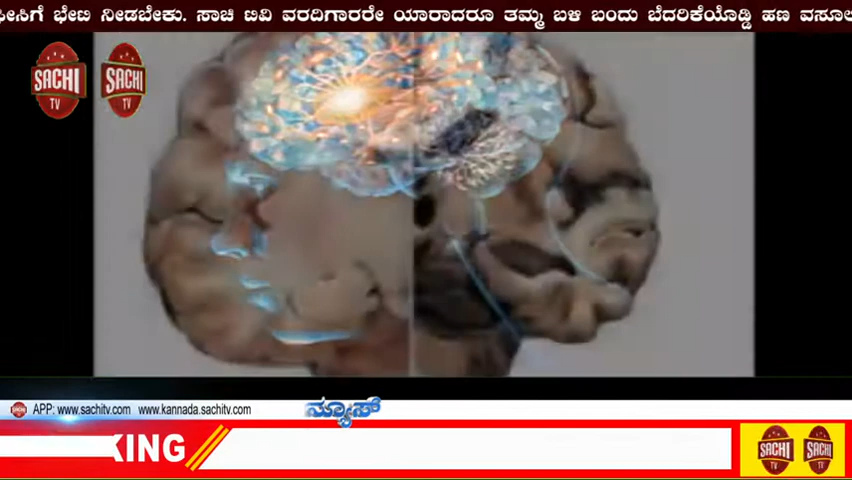 ಭೇಟಿ ನೀಡಬೇಕು. ಸಾಚಿ ಟಿವಿ ವರದಿಗಾರರೇ ಯಾರಾದರೂ ತಮ್ಮ ಬಳಿ ಬಂದು ಬೆದರಿಕೆಯೊಡ್ಡಿ ಹಣ
SACHI TV SACHI TV
APP: www.sachitv.com www.kannada.sachitv.com ನ್ಯೂಸ್
KING
SACHI TV SACHI TV